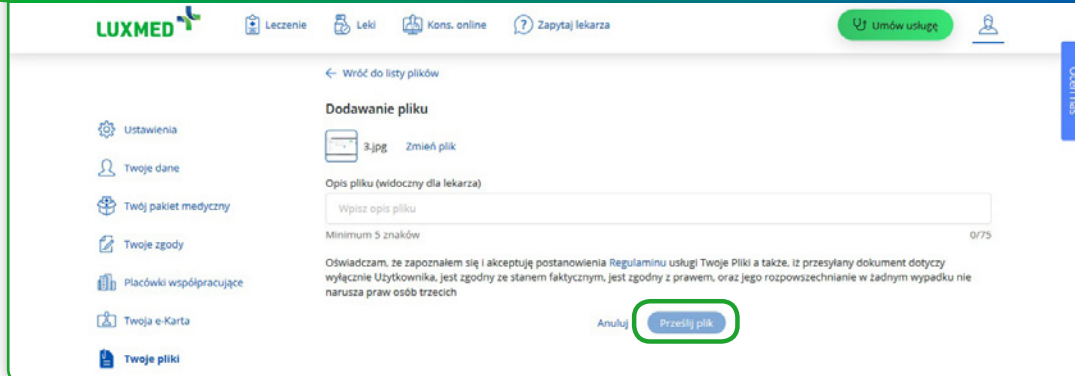 LUXMED
Leczenie
Leki
Kons. online
Zapytaj lekarza
Umów usługę
Oceń nas
← Wróć do listy plików
Dodawanie pliku
3.jpg Zmień plik
Opis pliku (widoczny dla lekarza)
Wpisz opis pliku
Minimum 5 znaków 0/75
Oświadczam, że zapoznałem się i akceptuję postanowienia Regulaminu usługi Twoje Pliki a także, iż przesyłany dokument dotyczy
wyłącznie Użytkownika, jest zgodny ze stanem faktycznym, jest zgodny z prawem, oraz jego rozpowszechnianie w żadnym wypadku nie
narusza praw osób trzecich
Anuluj Prześlij plik
Ustawienia
Twoje dane
Twój pakiet medyczny
Twoje zgody
Placówki współpracujące
Twoja e-Karta
Twoje pliki